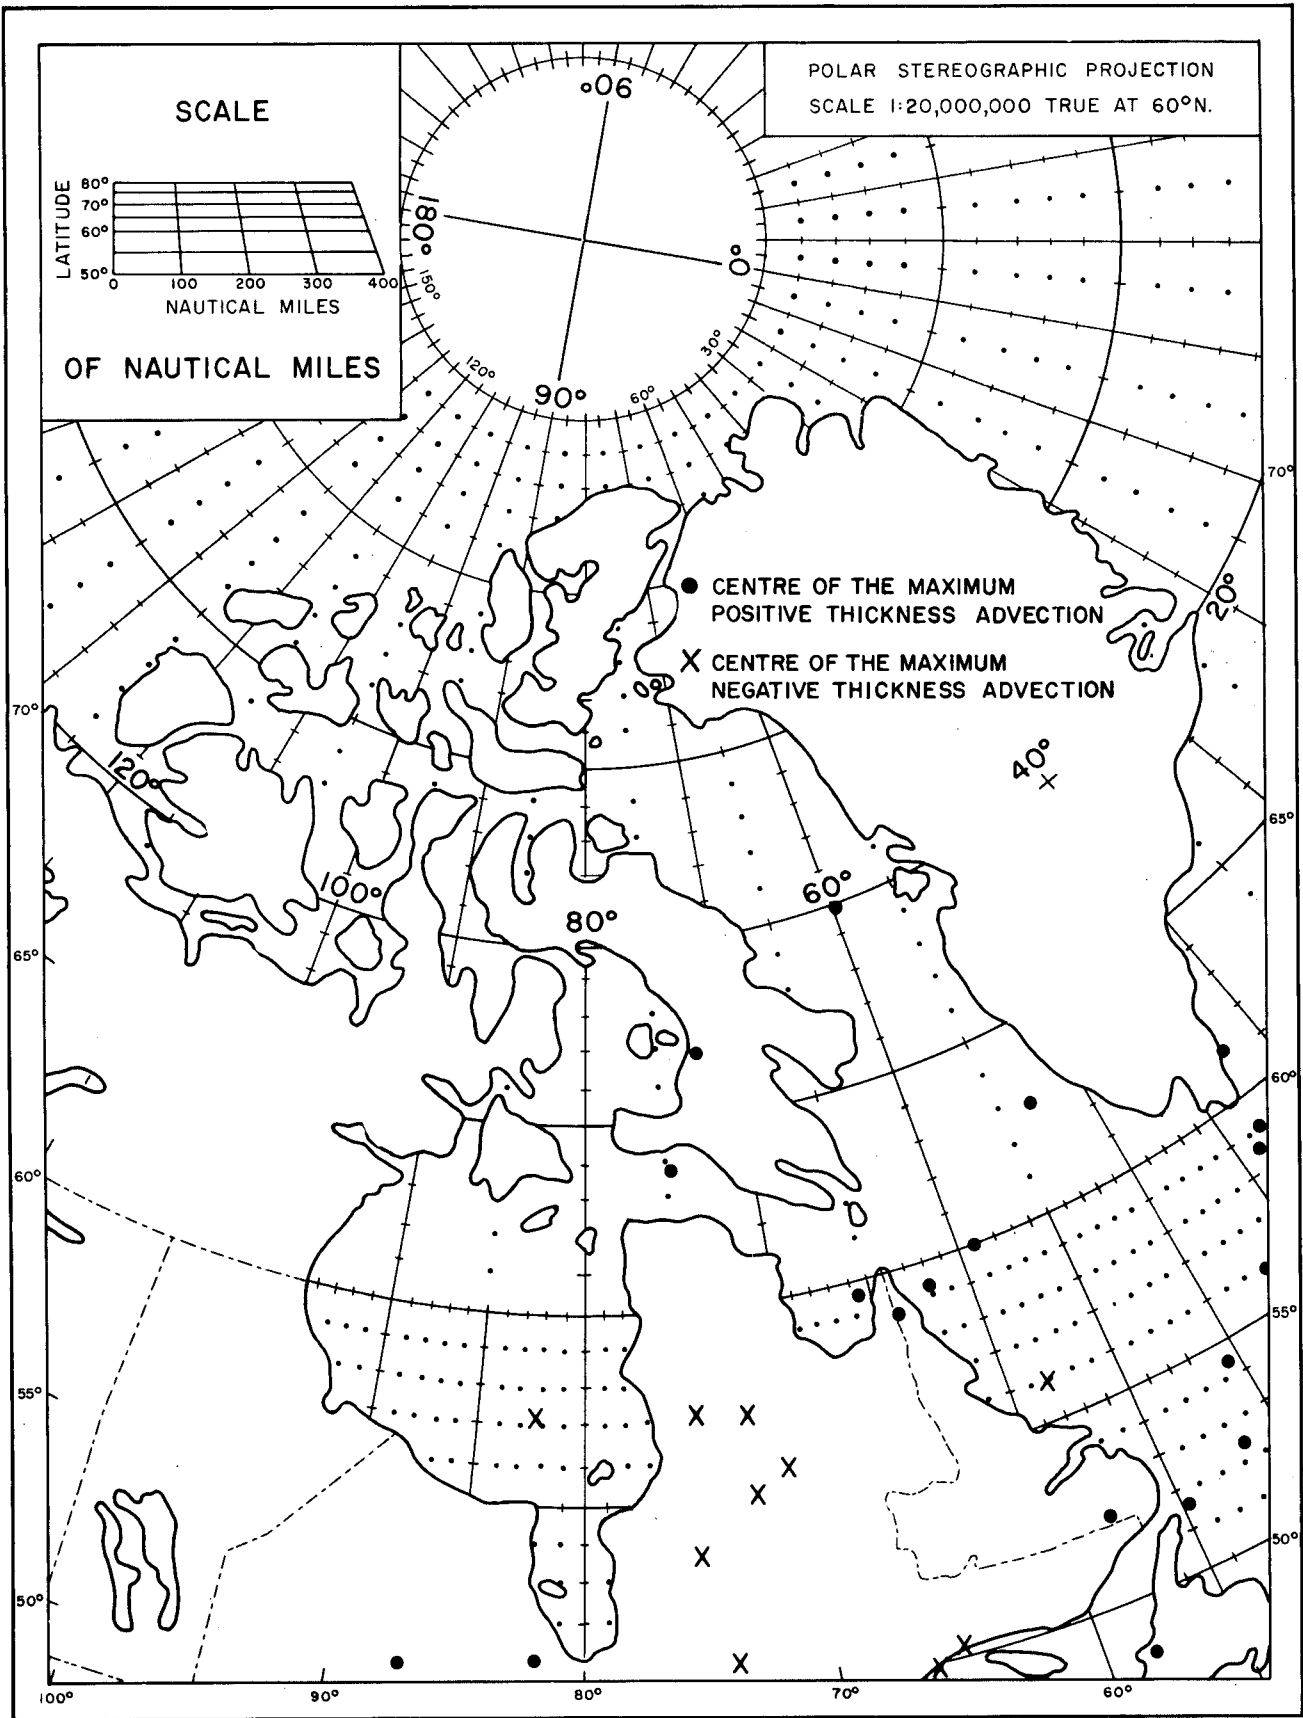 SCALE
LATITUDE
80°
70°
60°
50°
0 100 200 300 400
NAUTICAL MILES
OF NAUTICAL MILES
POLAR STEREOGRAPHIC PROJECTION
SCALE 1:20,000,000 TRUE AT 60°N.
90°
180°
0°
150°
120°
90°
60°
30°
● CENTRE OF THE MAXIMUM
POSITIVE THICKNESS ADVECTION
X CENTRE OF THE MAXIMUM
NEGATIVE THICKNESS ADVECTION
70°
20°
70°
120°
40°
65°
100°
80°
60°
65°
60°
60°
55°
55°
50°
50°
100° 90° 80° 70° 60°